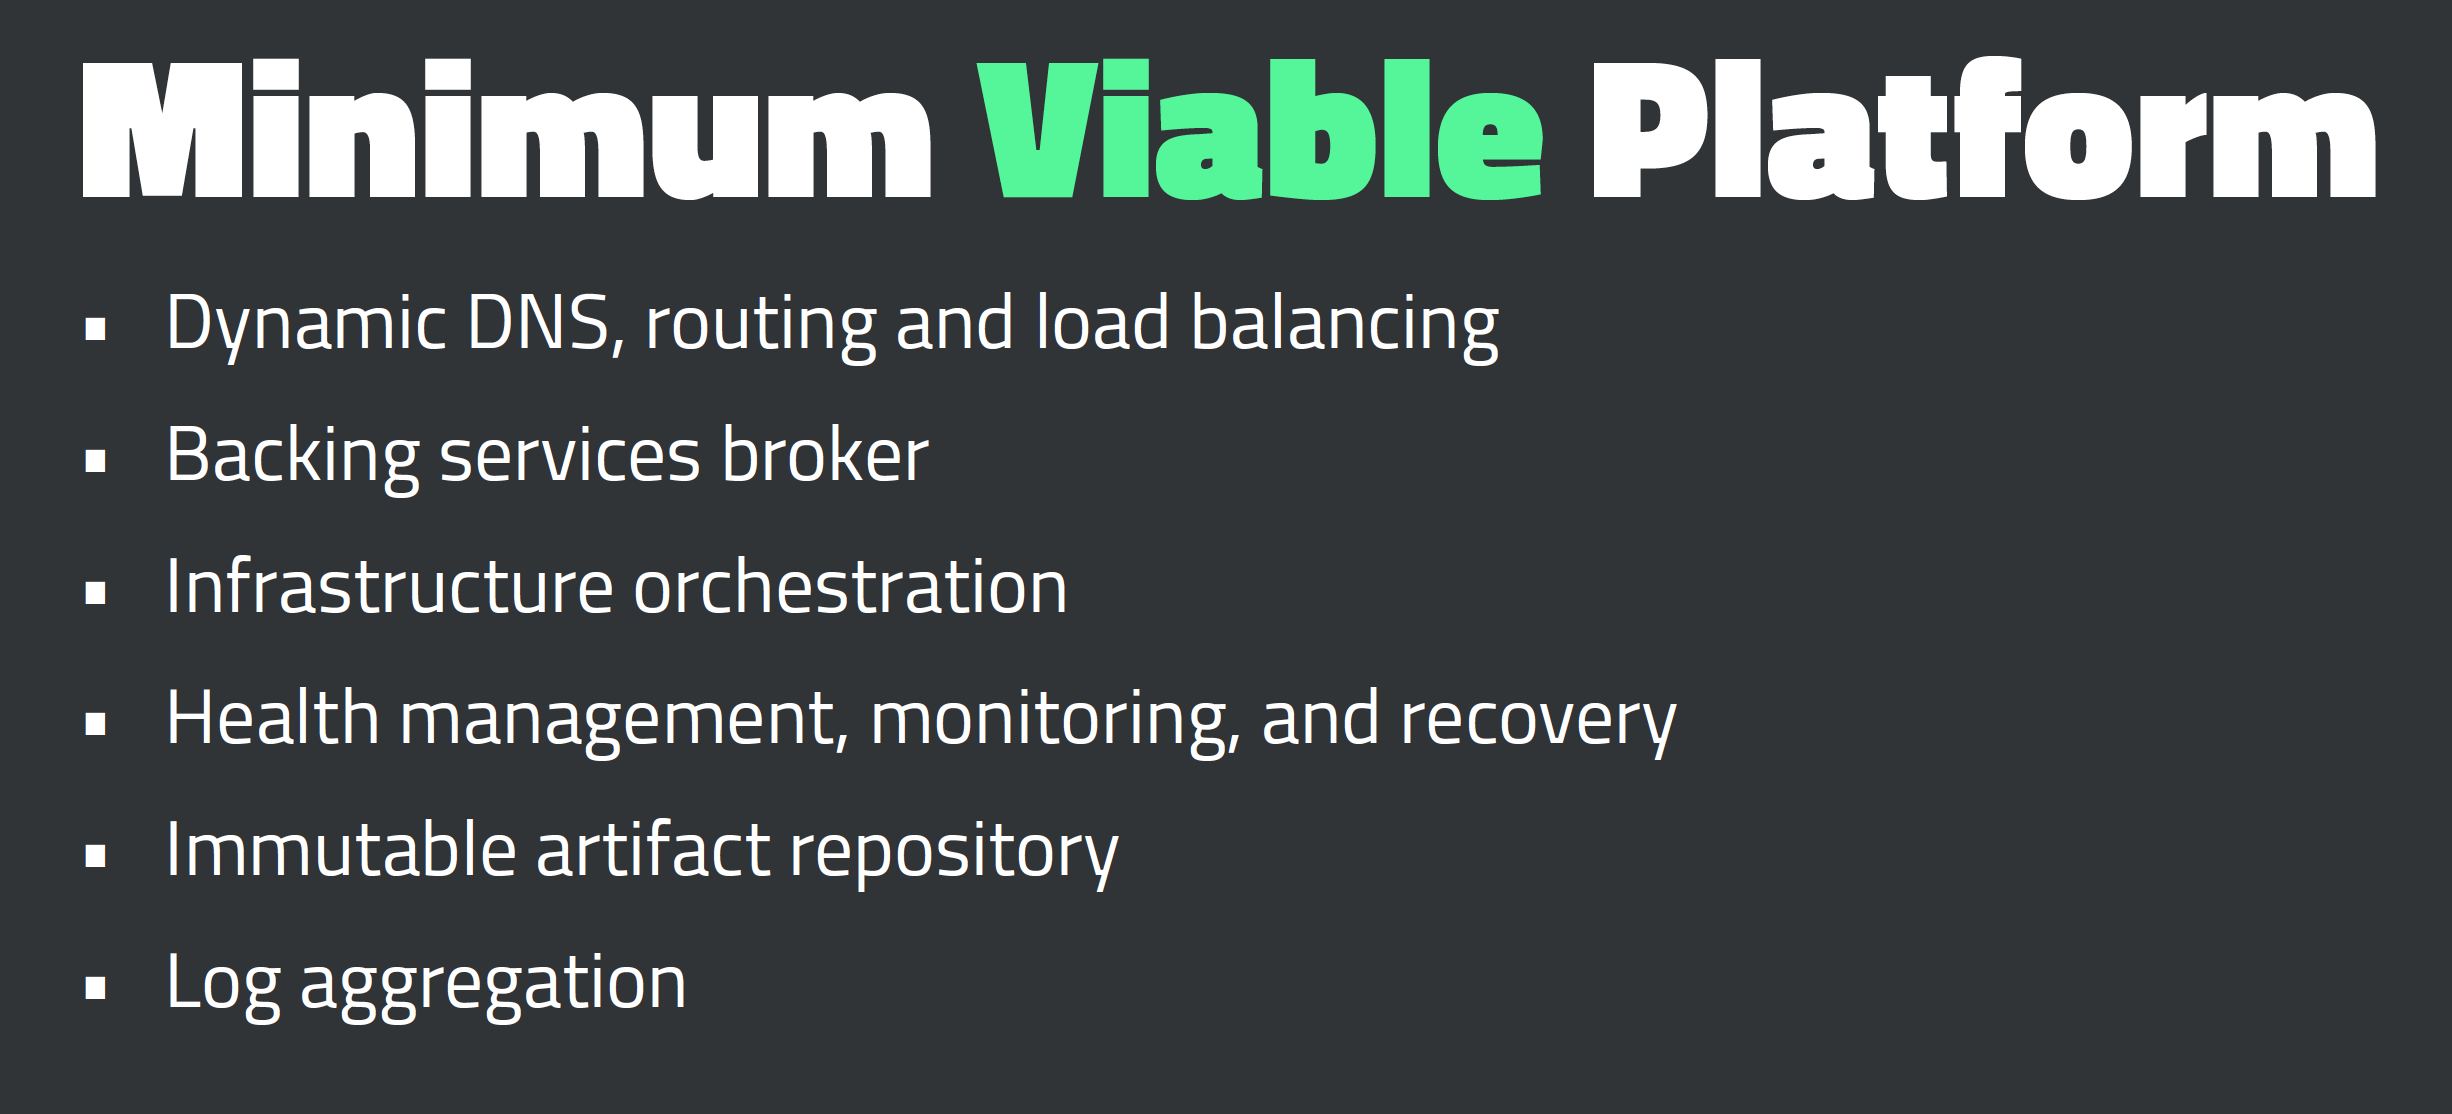 Minimum Viable Platform
▪ Dynamic DNS, routing and load balancing
▪ Backing services broker
▪ Infrastructure orchestration
▪ Health management, monitoring, and recovery
▪ Immutable artifact repository
▪ Log aggregation